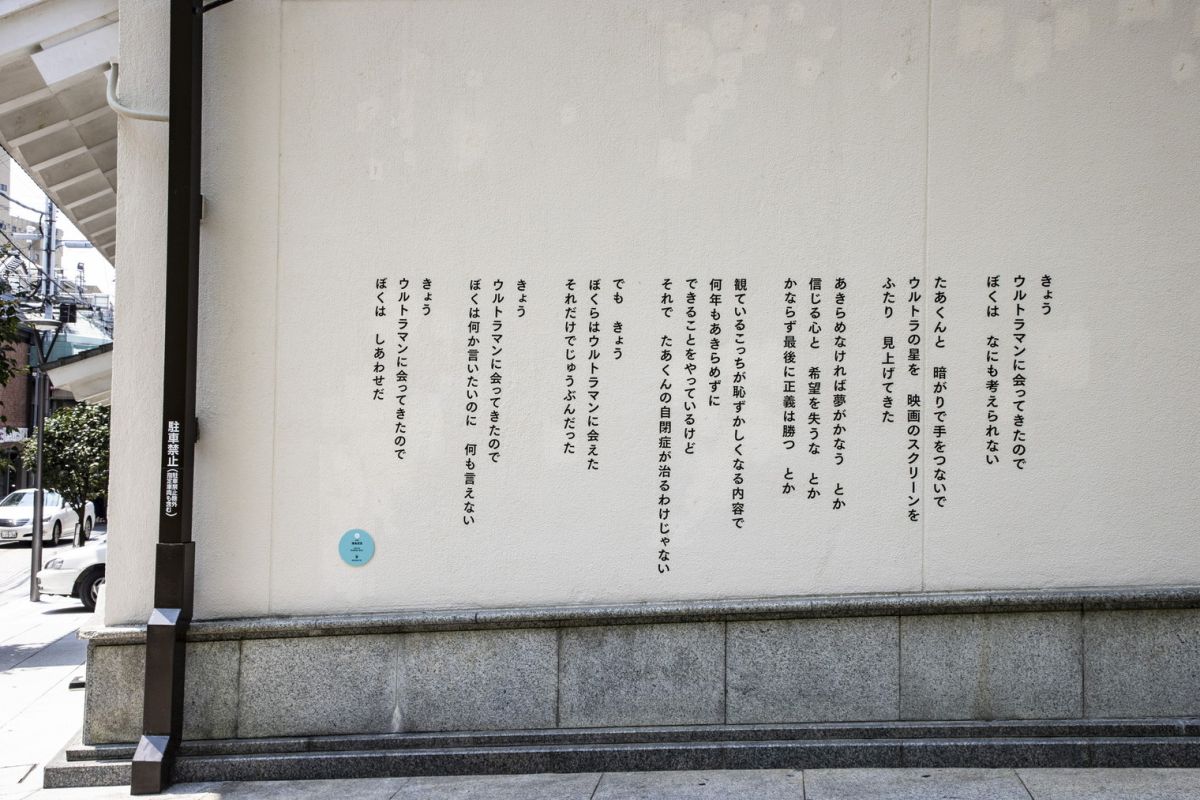 きょう
ウルトラマンに会ってきたので
ぼくは　なにも考えられない
たあくんと　暗がりで手をつないで
ウルトラの星を　映画のスクリーンを
ふたり　見上げてきた
あきらめなければ夢がかなう　とか
信じる心と　希望を失うな　とか
かならず最後に正義は勝つ　とか
観ているこっちが恥ずかしくなる内容で
何年もあきらめずに
できることをやっているけど
それで　たあくんの自閉症が治るわけじゃない
でも　きょう
ぼくらはウルトラマンに会えた
それだけでじゅうぶんだった
きょう
ウルトラマンに会ってきたので
ぼくは何か言いたいのに　何も言えない
きょう
ウルトラマンに会ってきたので
ぼくは　しあわせだ
駐車禁止